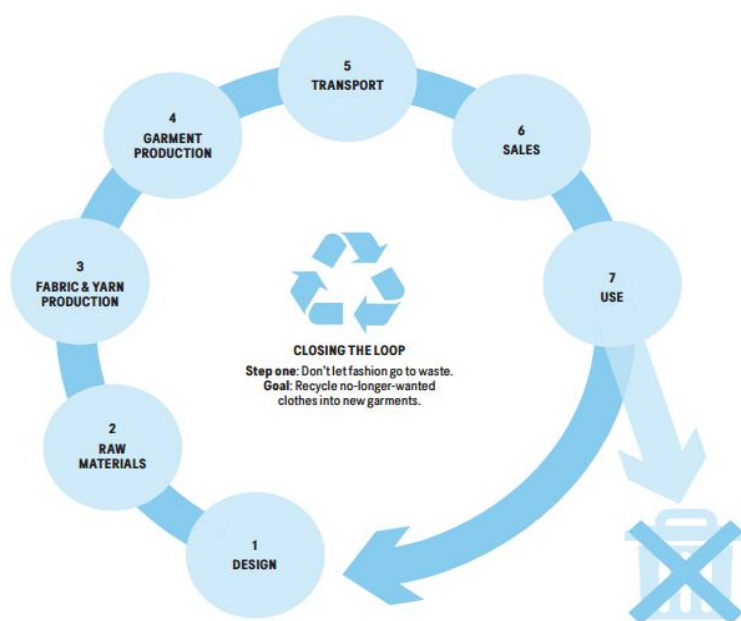 5
TRANSPORT
4
GARMENT
PRODUCTION
6
SALES
3
FABRIC & YARN
PRODUCTION
7
USE
CLOSING THE LOOP
Step one: Don't let fashion go to waste.
Goal: Recycle no-longer-wanted
clothes into new garments.
2
RAW
MATERIALS
1
DESIGN